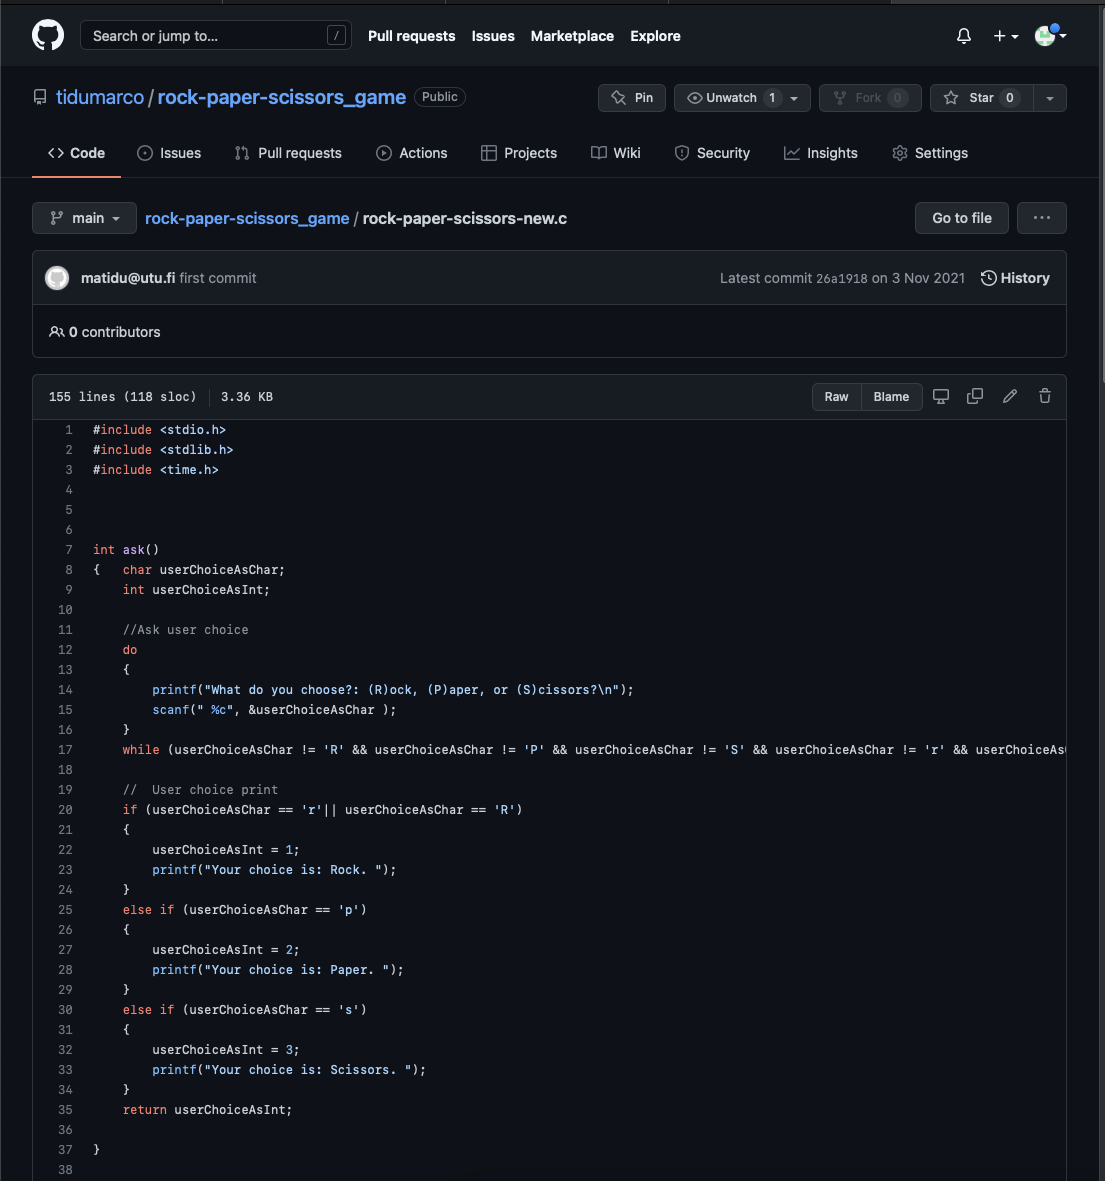 Search or jump to... /
Pull requests Issues Marketplace Explore
tidumarco / rock-paper-scissors_game Public
Pin Unwatch 1 Fork 0 Star 0
Code Issues Pull requests Actions Projects Wiki Security Insights Settings
main rock-paper-scissors_game / rock-paper-scissors-new.c Go to file ...
matidu@utu.fi first commit Latest commit 26a1918 on 3 Nov 2021 History
0 contributors
155 lines (118 sloc) 3.36 KB Raw Blame
1 #include <stdio.h>
2 #include <stdlib.h>
3 #include <time.h>
4
5
6
7 int ask()
8 { char userChoiceAsChar;
9 int userChoiceAsInt;
10
11 //Ask user choice
12 do
13 {
14 printf("What do you choose?: (R)ock, (P)aper, or (S)cissors?\n");
15 scanf(" %c", &userChoiceAsChar );
16 }
17 while (userChoiceAsChar != 'R' && userChoiceAsChar != 'P' && userChoiceAsChar != 'S' && userChoiceAsChar != 'r' && userChoiceAs
18
19 // User choice print
20 if (userChoiceAsChar == 'r'|| userChoiceAsChar == 'R')
21 {
22 userChoiceAsInt = 1;
23 printf("Your choice is: Rock. ");
24 }
25 else if (userChoiceAsChar == 'p')
26 {
27 userChoiceAsInt = 2;
28 printf("Your choice is: Paper. ");
29 }
30 else if (userChoiceAsChar == 's')
31 {
32 userChoiceAsInt = 3;
33 printf("Your choice is: Scissors. ");
34 }
35 return userChoiceAsInt;
36
37 }
38